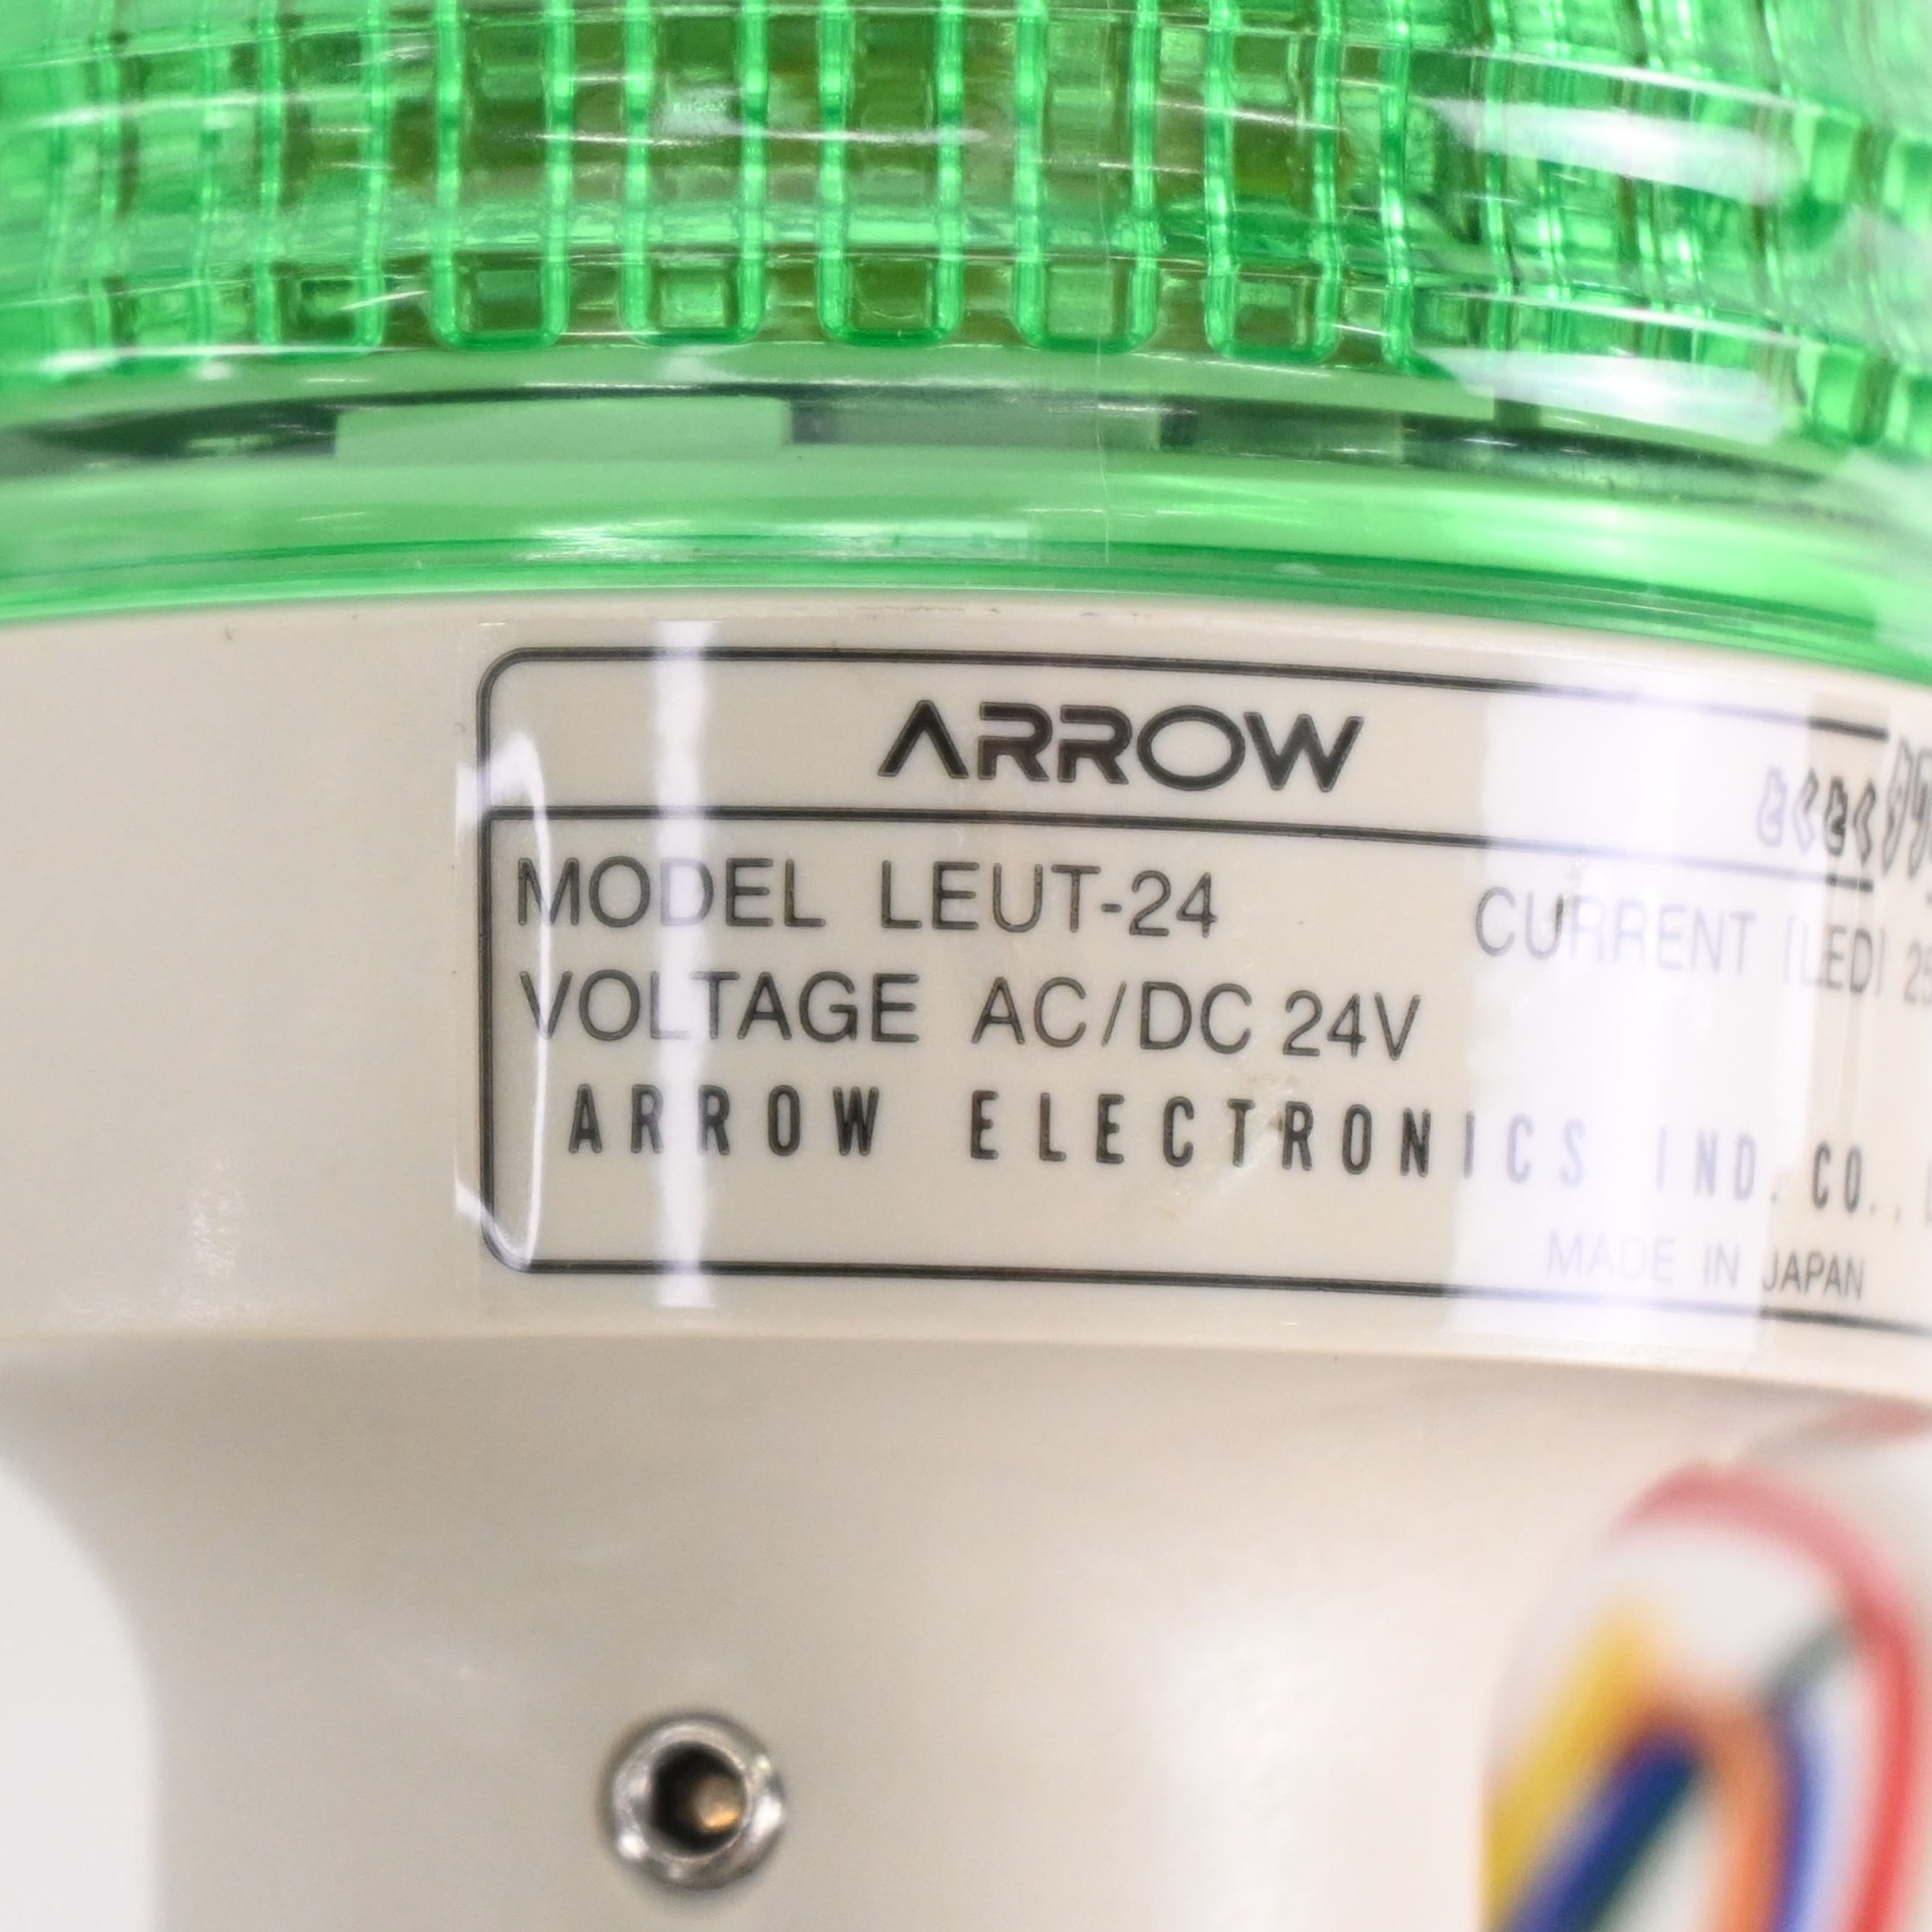 ARROW
MODEL LEUT-24 CURRENT [LED]
VOLTAGE AC/DC 24V
ARROW ELECTRONICS IND. CO.,
MADE IN JAPAN